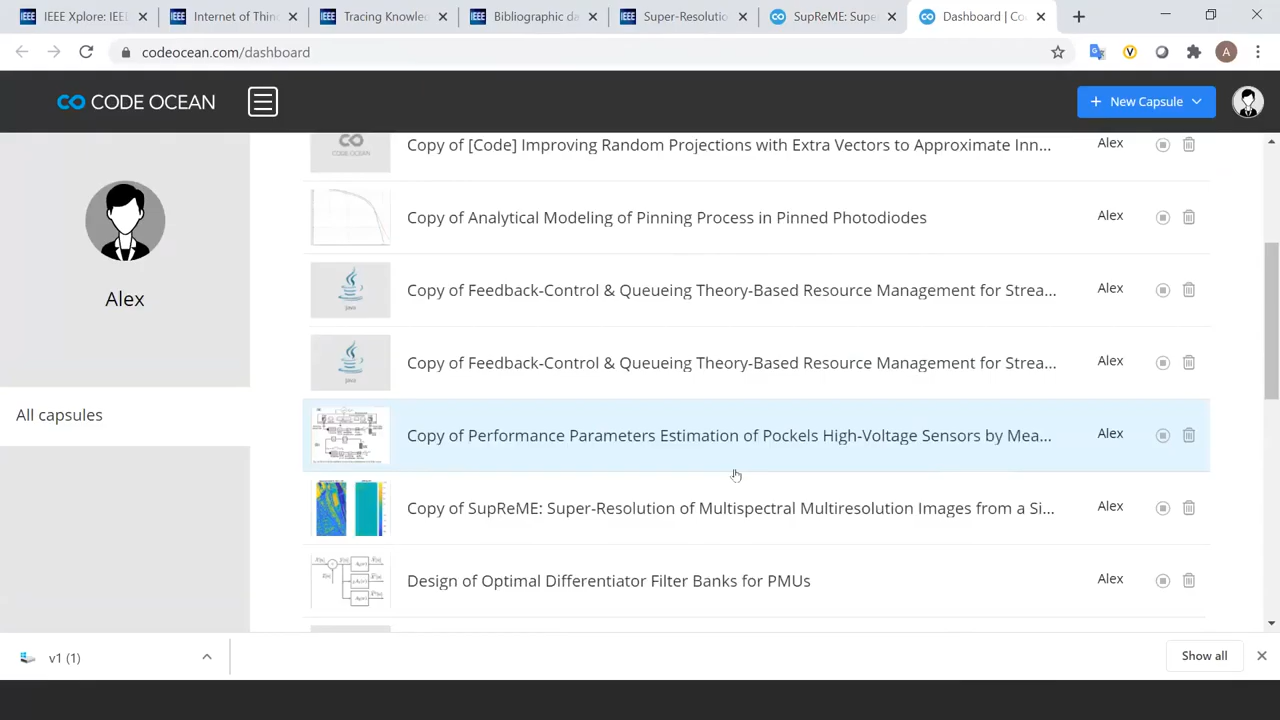 IEEE Xplore: IEE
Internet of Thin
Tracing Knowle
Bibliographic da
Super-Resolutio
SupReME: Supe
Dashboard | Co
codeocean.com/dashboard
A
CODE OCEAN
+ New Capsule
Alex
All capsules
CODE OCEAN
Copy of [Code] Improving Random Projections with Extra Vectors to Approximate Inn...
Alex
Copy of Analytical Modeling of Pinning Process in Pinned Photodiodes
Alex
Copy of Feedback-Control & Queueing Theory-Based Resource Management for Strea...
Alex
Copy of Feedback-Control & Queueing Theory-Based Resource Management for Strea...
Alex
Copy of Performance Parameters Estimation of Pockels High-Voltage Sensors by Mea...
Alex
Copy of SupReME: Super-Resolution of Multispectral Multiresolution Images from a Si...
Alex
Design of Optimal Differentiator Filter Banks for PMUs
Alex
v1 (1)
Show all